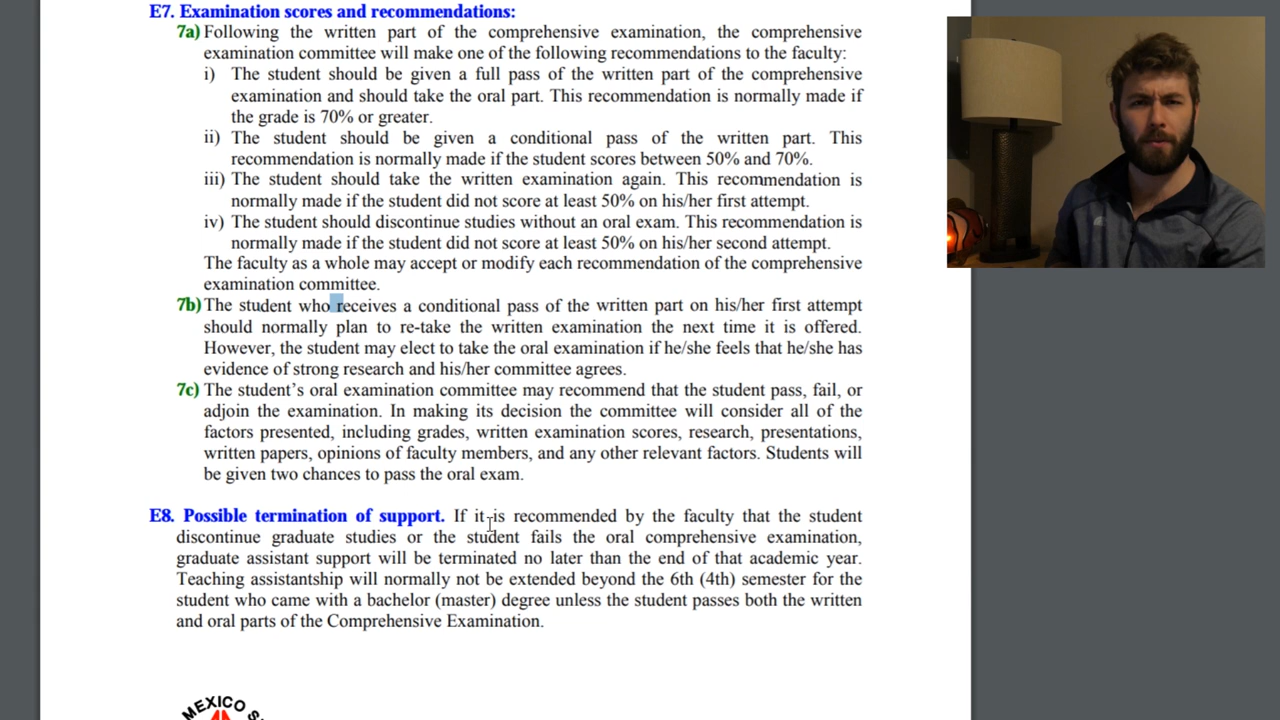 E7. Examination scores and recommendations:
7a) Following the written part of the comprehensive examination, the comprehensive
examination committee will make one of the following recommendations to the faculty:
i) The student should be given a full pass of the written part of the comprehensive
examination and should take the oral part. This recommendation is normally made if
the grade is 70% or greater.
ii) The student should be given a conditional pass of the written part. This
recommendation is normally made if the student scores between 50% and 70%.
iii) The student should take the written examination again. This recommendation is
normally made if the student did not score at least 50% on his/her first attempt.
iv) The student should discontinue studies without an oral exam. This recommendation is
normally made if the student did not score at least 50% on his/her second attempt.
The faculty as a whole may accept or modify each recommendation of the comprehensive
examination committee.
7b) The student who receives a conditional pass of the written part on his/her first attempt
should normally plan to re-take the written examination the next time it is offered.
However, the student may elect to take the oral examination if he/she feels that he/she has
evidence of strong research and his/her committee agrees.
7c) The student's oral examination committee may recommend that the student pass, fail, or
adjoin the examination. In making its decision the committee will consider all of the
factors presented, including grades, written examination scores, research, presentations,
written papers, opinions of faculty members, and any other relevant factors. Students will
be given two chances to pass the oral exam.
E8. Possible termination of support. If it is recommended by the faculty that the student
discontinue graduate studies or the student fails the oral comprehensive examination,
graduate assistant support will be terminated no later than the end of that academic year.
Teaching assistantship will normally not be extended beyond the 6th (4th) semester for the
student who came with a bachelor (master) degree unless the student passes both the written
and oral parts of the Comprehensive Examination.
MEXICO S